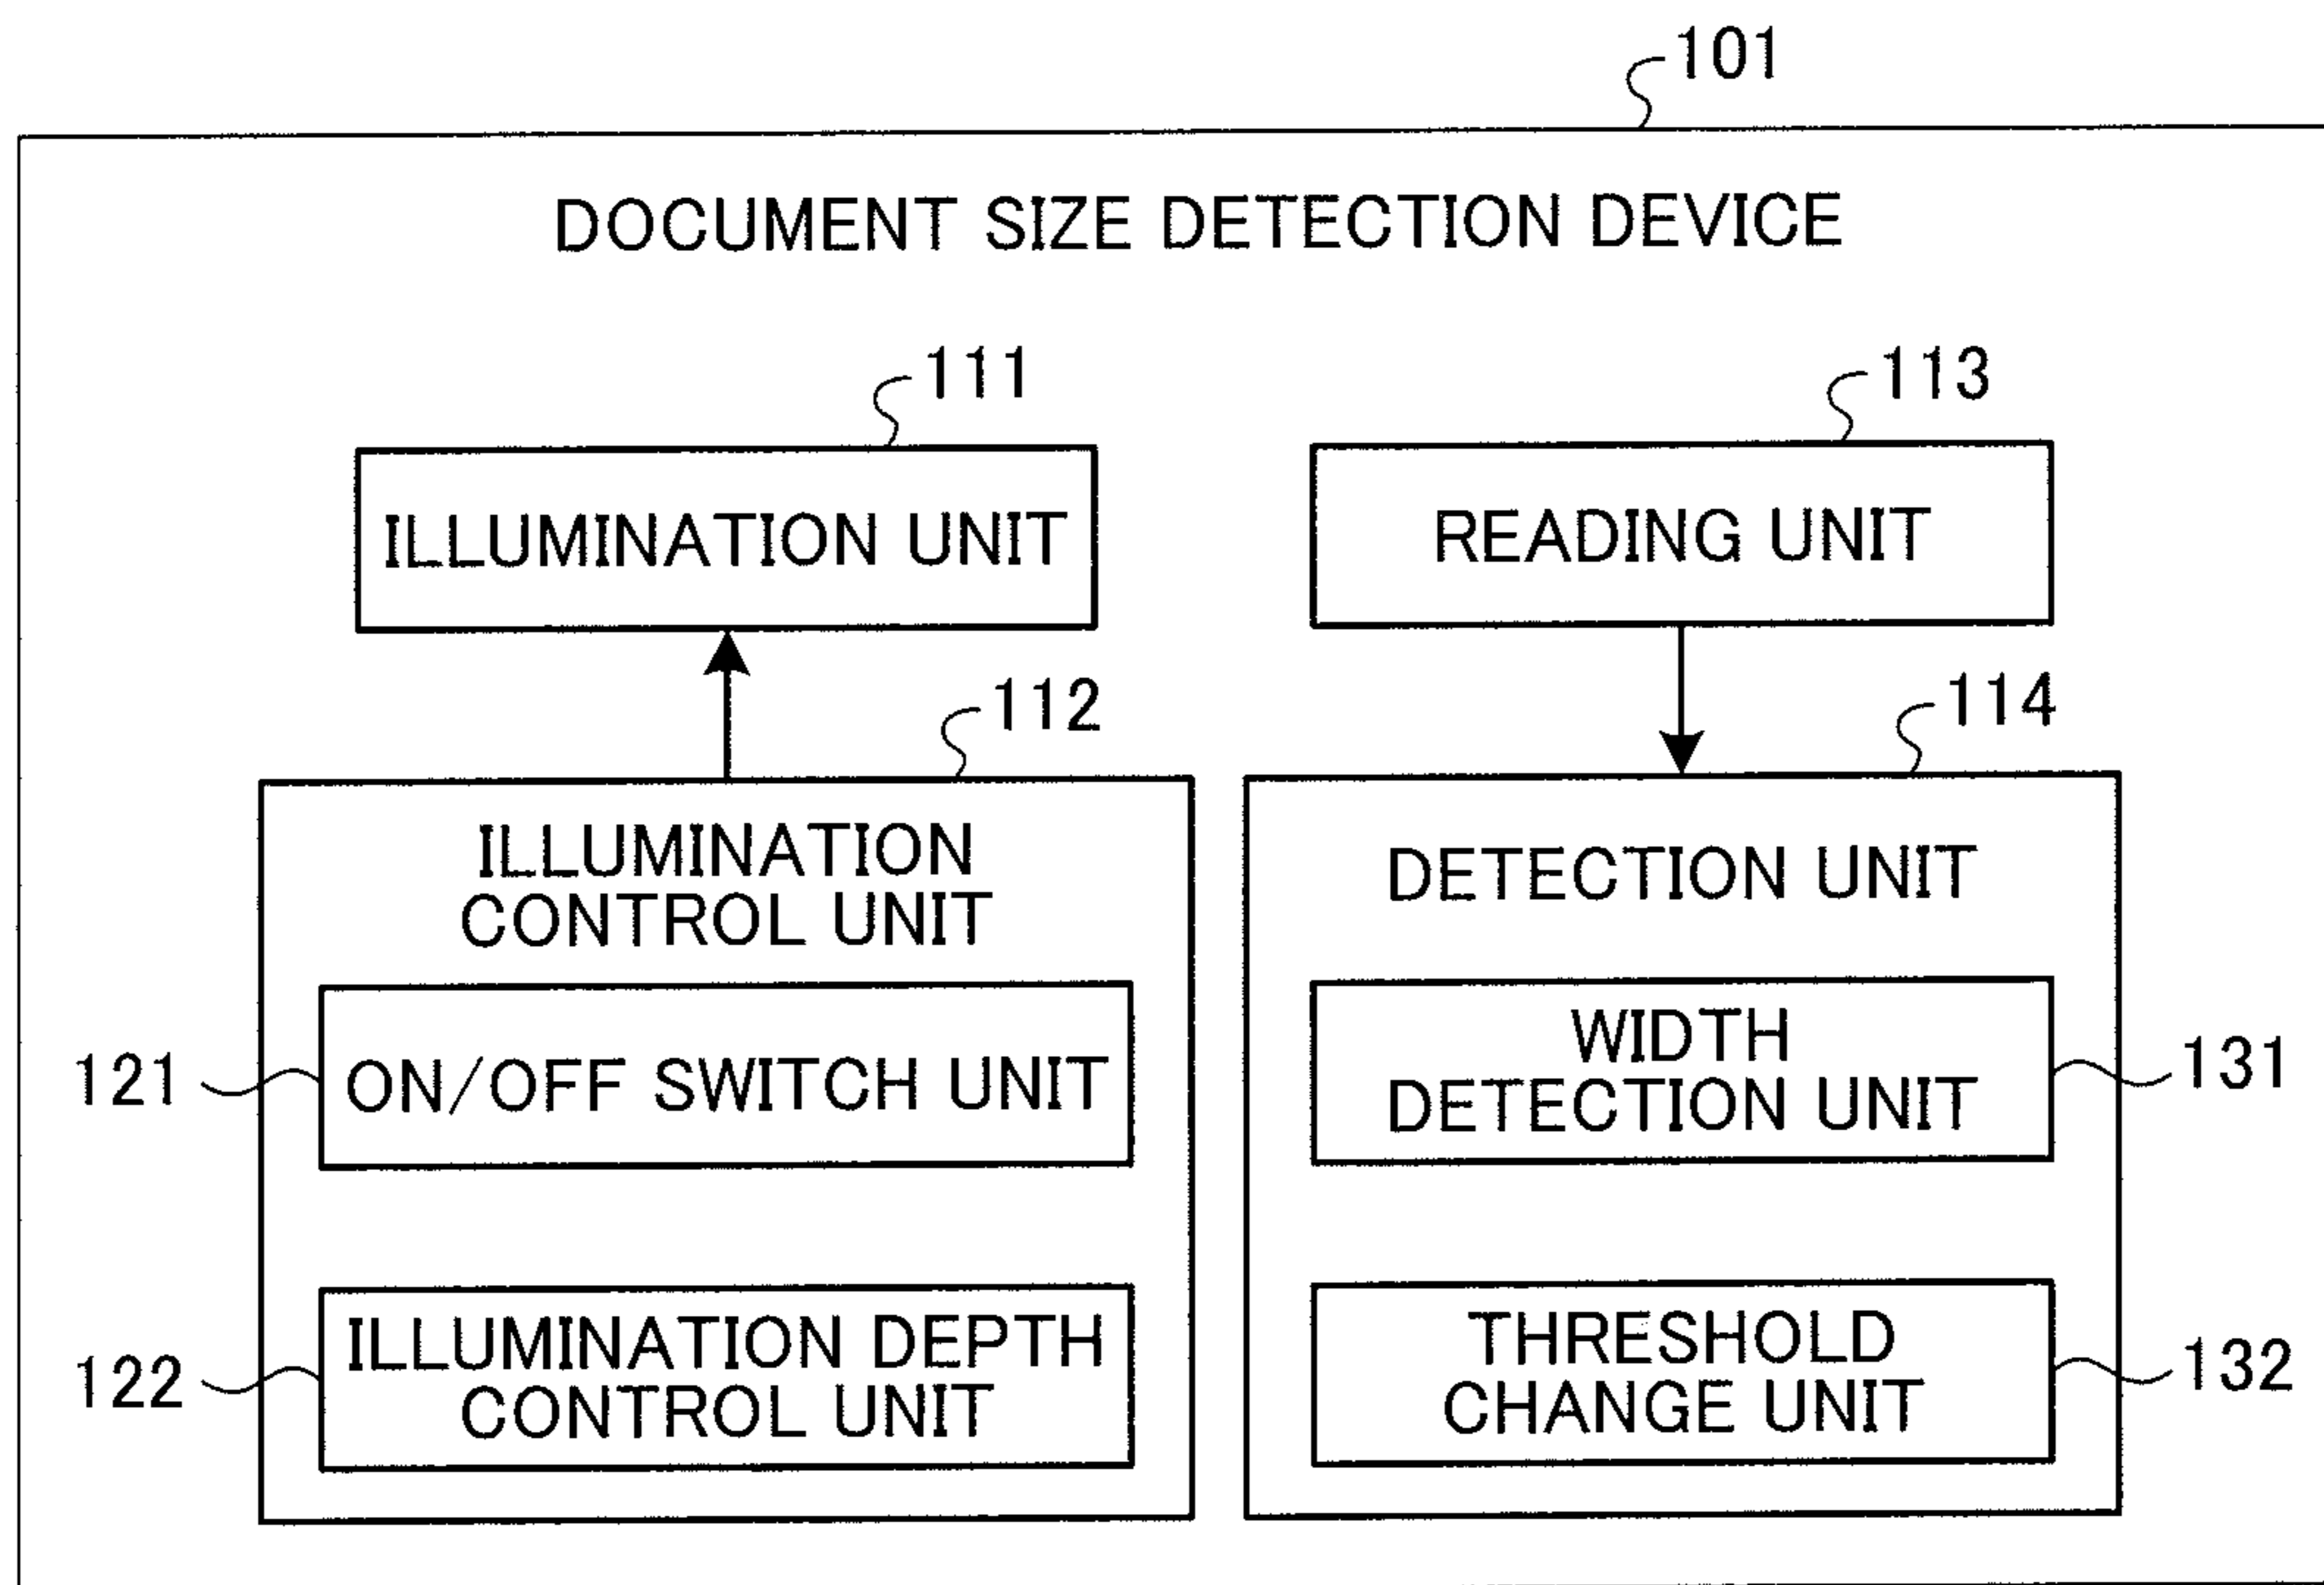 101
DOCUMENT SIZE DETECTION DEVICE
111
113
ILLUMINATION UNIT
READING UNIT
112
114
ILLUMINATION
CONTROL UNIT
DETECTION UNIT
121
ON/OFF SWITCH UNIT
WIDTH
DETECTION UNIT
131
122
ILLUMINATION DEPTH
CONTROL UNIT
THRESHOLD
CHANGE UNIT
132